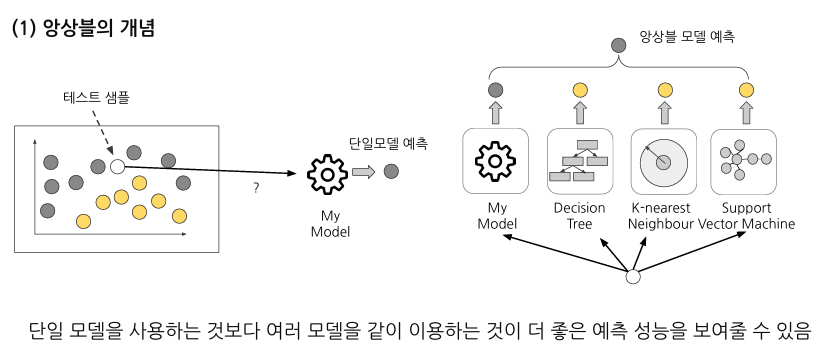 (1) 앙상블의 개념
테스트 샘플
?
My
Model
단일모델 예측
앙상블 모델 예측
My
Model
Decision
Tree
K-nearest
Neighbour
Support
Vector Machine
단일 모델을 사용하는 것보다 여러 모델을 같이 이용하는 것이 더 좋은 예측 성능을 보여줄 수 있음